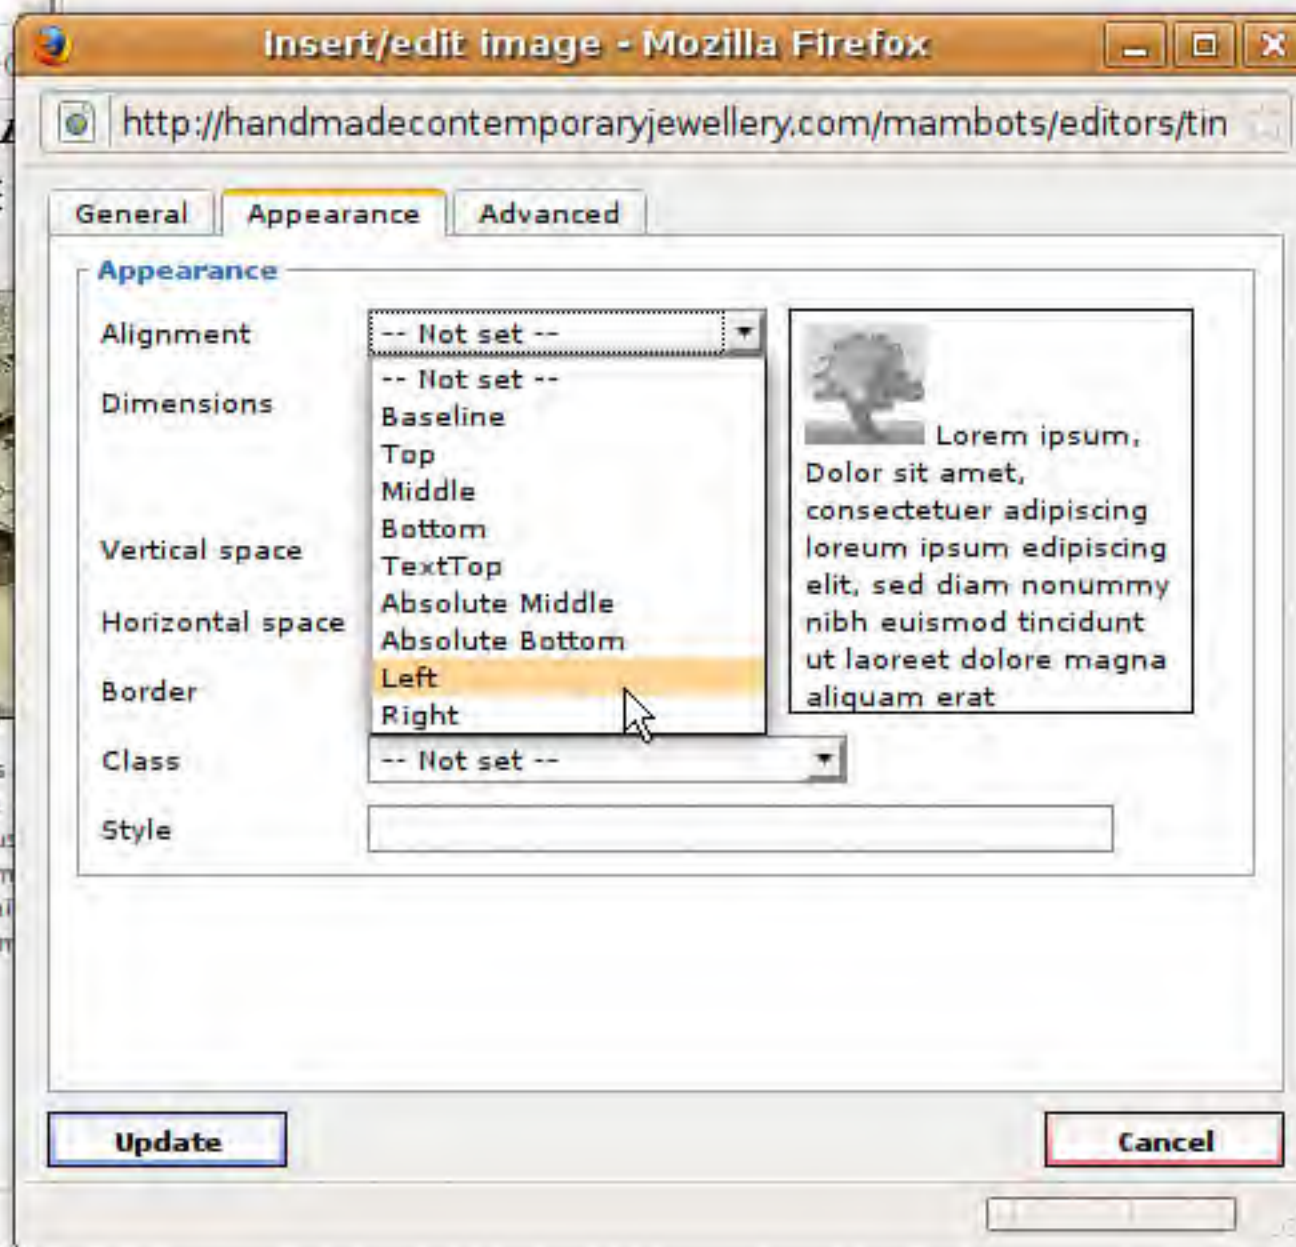 Insert/edit image - Mozilla Firefox
http://handmadecontemporaryjewellery.com/mambots/editors/tin
General Appearance Advanced
Appearance
Alignment -- Not set --
-- Not set --
Dimensions
Baseline
Top
Middle
Bottom
TextTop
Vertical space
Absolute Middle
Horizontal space
Absolute Bottom
Left
Border
Right
Lorem ipsum,
Dolor sit amet,
consectetuer adipiscing
loreum ipsum edipiscing
elit, sed diam nonummy
nibh euismod tincidunt
ut laoreet dolore magna
aliquam erat
Class -- Not set --
Style
Update Cancel